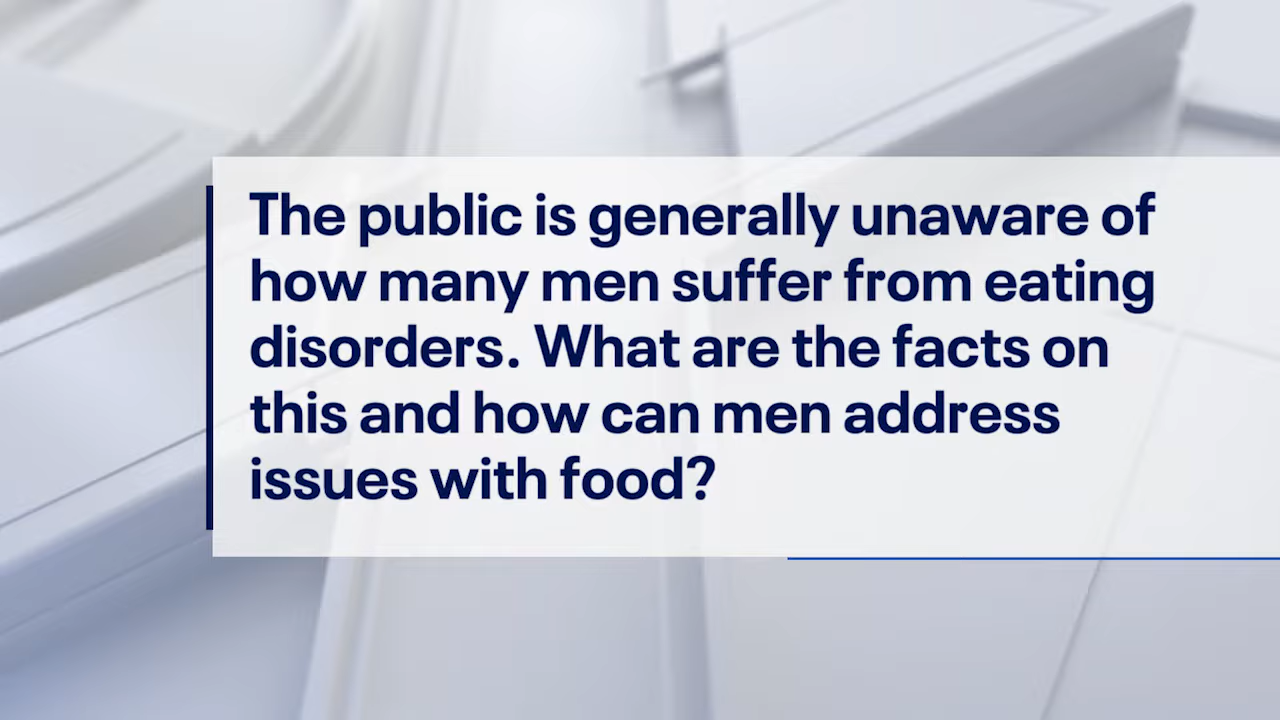 The public is generally unaware of
how many men suffer from eating
disorders. What are the facts on
this and how can men address
issues with food?